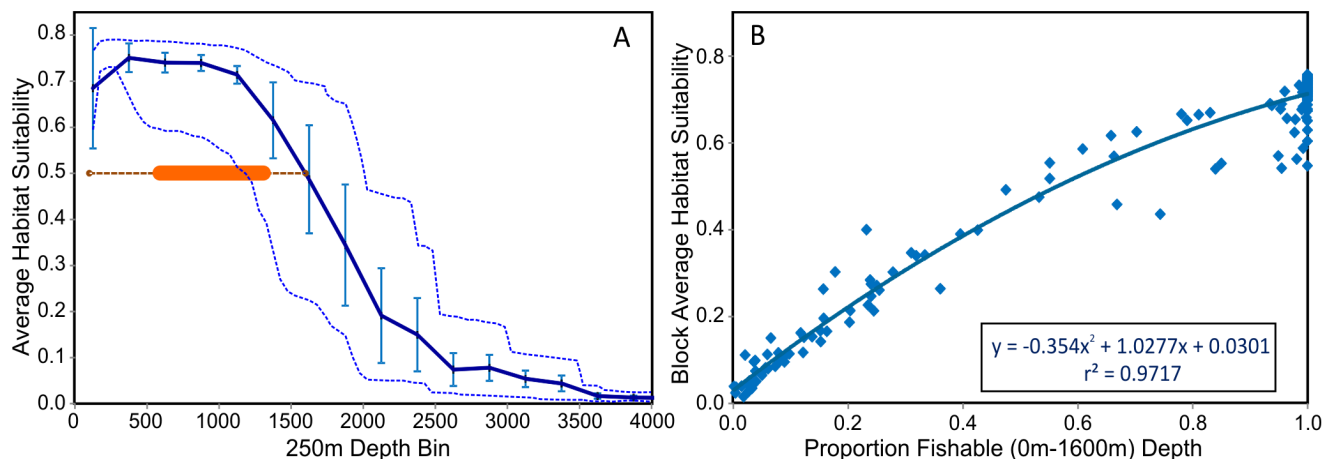 A
Average Habitat Suitability
0.8
0.7
0.6
0.5
0.4
0.3
0.2
0.1
0.0
0 500 1000 1500 2000 2500 3000 3500 4000
250m Depth Bin
B
Block Average Habitat Suitability
0.8
0.6
0.4
0.2
0.0
y = -0.354x² + 1.0277x + 0.0301
r² = 0.9717
0.0 0.2 0.4 0.6 0.8 1.0
Proportion Fishable (0m-1600m) Depth